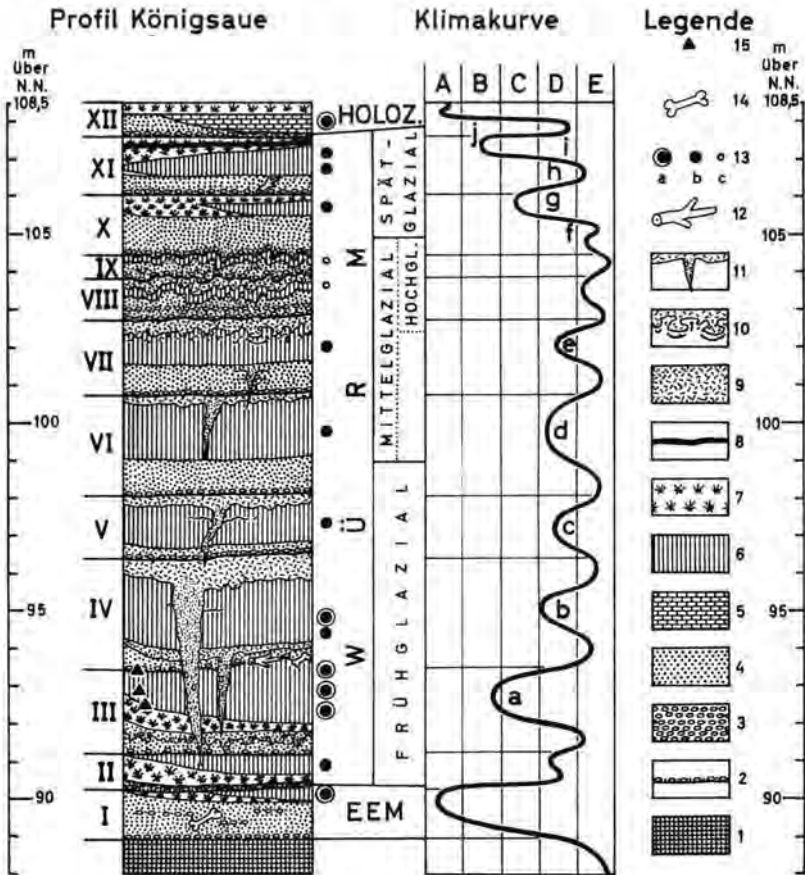 Profil Königsaue
Klimakurve
Legende
m
über
N.N.
108,5
105
100
95
90
XII
XI
X
IX
VIII
VII
VI
V
IV
III
II
I
HOLOZ.
WÜRM
SPÄT-
GLAZIAL
HOCHGL.
MITTELGLAZIAL
FRÜHGLAZIAL
EEM
A B C D E
j
i
h
g
f
e
d
c
b
a
15
14
13
a b c
12
11
10
9
8
7
6
5
4
3
2
1
m
über
N.N.
108,5
105
100
95
90